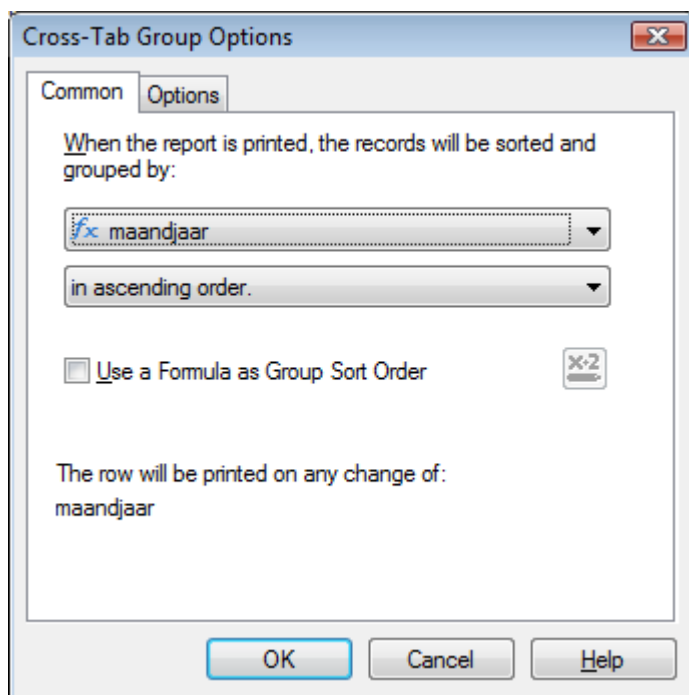 Cross-Tab Group Options
Common
Options
When the report is printed, the records will be sorted and
grouped by:
fx maandjaar
in ascending order.
Use a Formula as Group Sort Order
x+2
The row will be printed on any change of:
maandjaar
OK
Cancel
Help